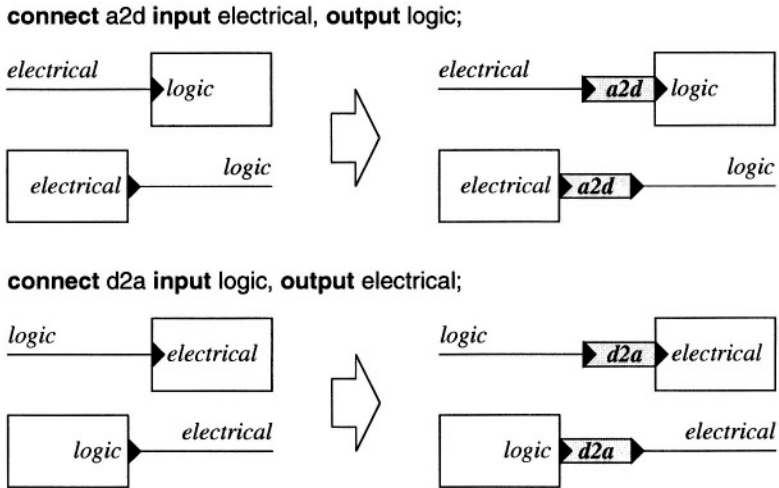 connect a2d input electrical, output logic;
electrical
logic
electrical
a2d
logic
electrical
logic
electrical
a2d
logic
connect d2a input logic, output electrical;
logic
electrical
logic
d2a
electrical
logic
electrical
logic
d2a
electrical